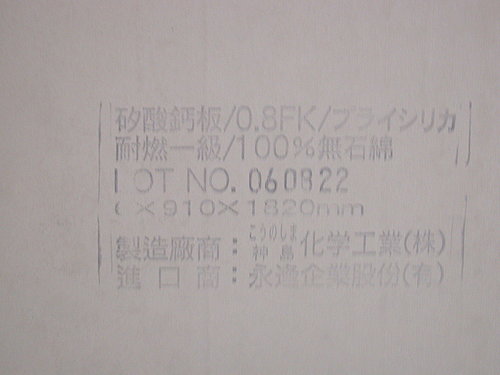 矽酸鈣板/0.8FK/ブライシリカ
耐燃一級/100%無石綿
LOT NO. 060822
6×910×1820mm
こうのしま
製造廠商：神島化学工業(株)
進口商：永逸企業股份(有)